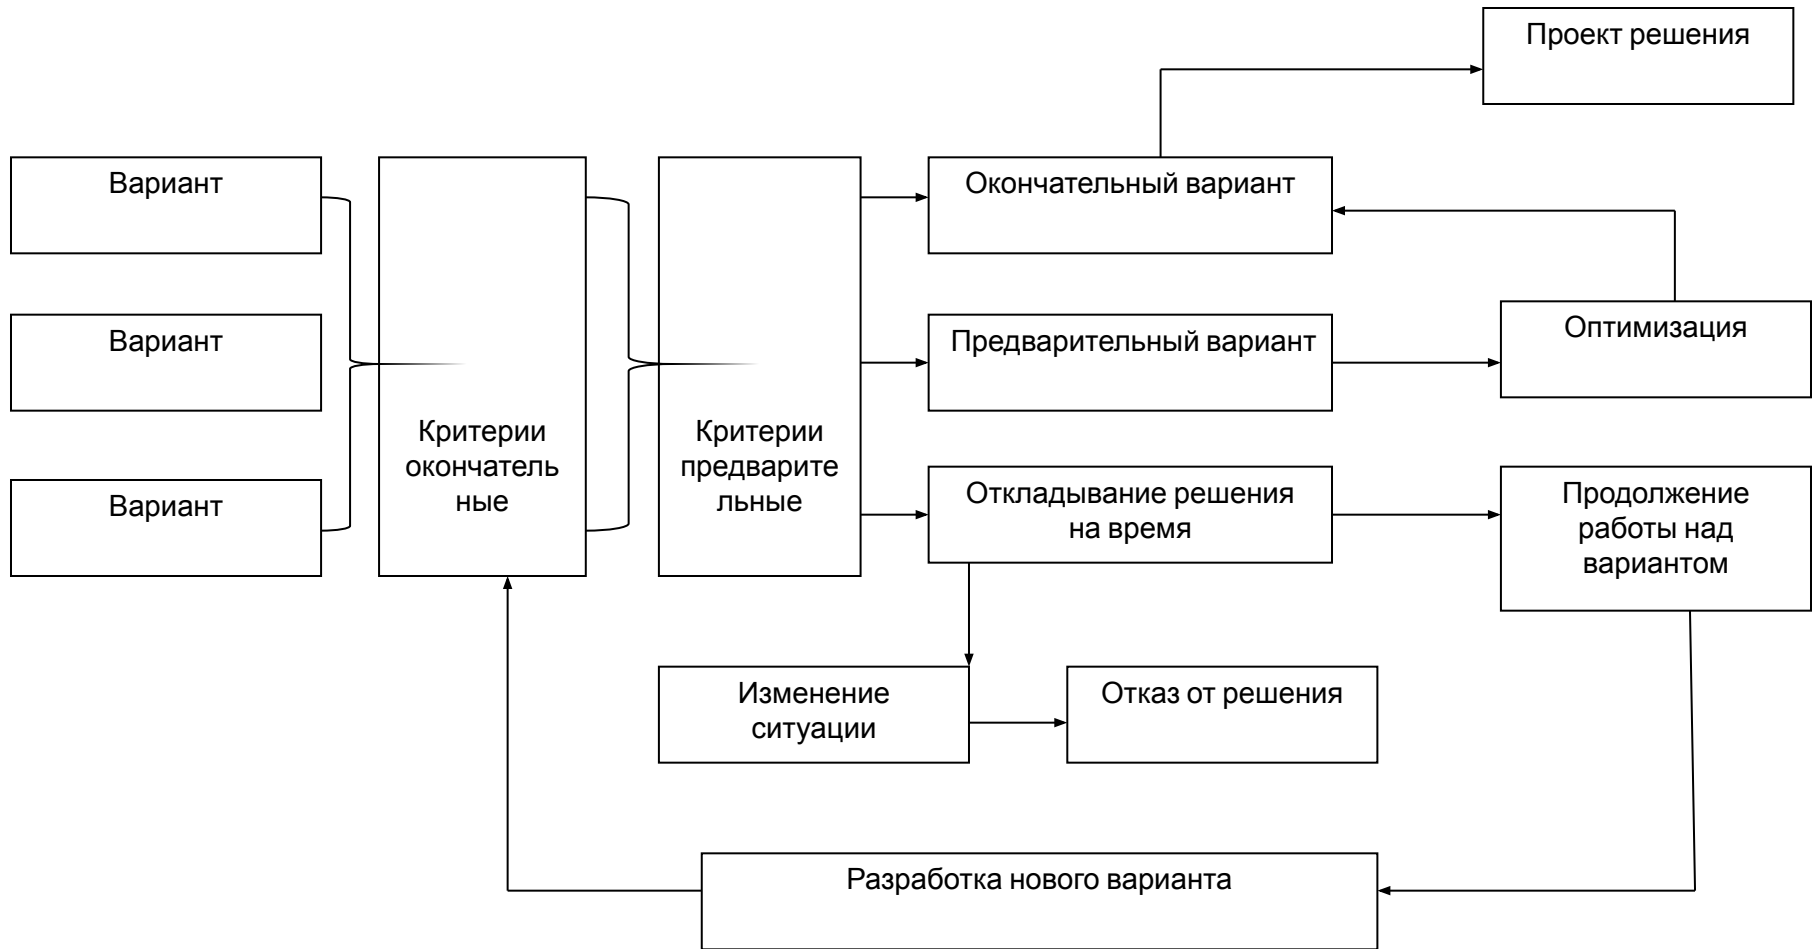 Проект решения
Вариант
Окончательный вариант
Вариант
Предварительный вариант
Оптимизация
Критерии
окончатель
ные
Критерии
предварите
льные
Вариант
Откладывание решения
на время
Продолжение
работы над
вариантом
Изменение
ситуации
Отказ от решения
Разработка нового варианта